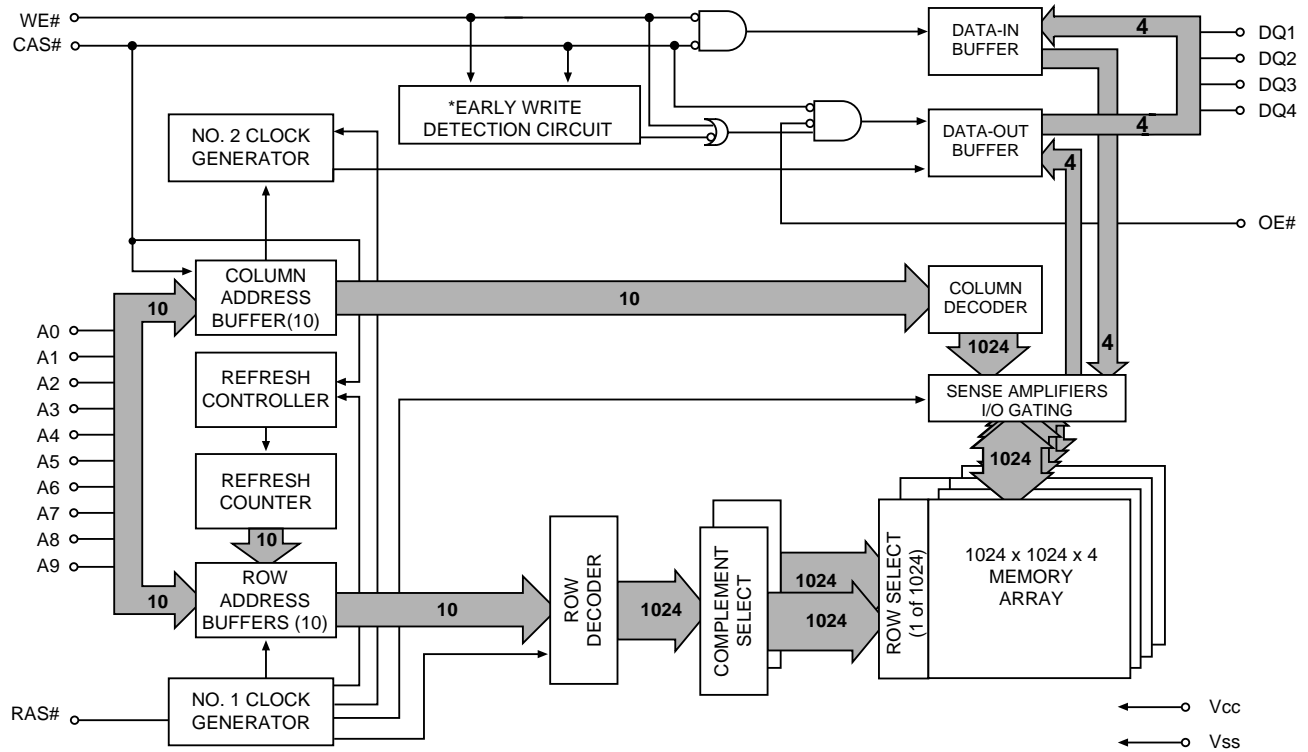 WE#
CAS#
DATA-IN
BUFFER
4
DQ1
DQ2
DQ3
DQ4
*EARLY WRITE
DETECTION CIRCUIT
NO. 2 CLOCK
GENERATOR
DATA-OUT
BUFFER
4
4
OE#
COLUMN
ADDRESS
BUFFER(10)
10
10
COLUMN
DECODER
A0
A1
A2
A3
A4
A5
A6
A7
A8
A9
1024
4
REFRESH
CONTROLLER
SENSE AMPLIFIERS
I/O GATING
1024
REFRESH
COUNTER
10
ROW
ADDRESS
BUFFERS (10)
10
10
ROW
DECODER
1024
COMPLEMENT
SELECT
1024
1024
ROW SELECT
(1 of 1024)
1024 x 1024 x 4
MEMORY
ARRAY
RAS#
NO. 1 CLOCK
GENERATOR
Vcc
Vss